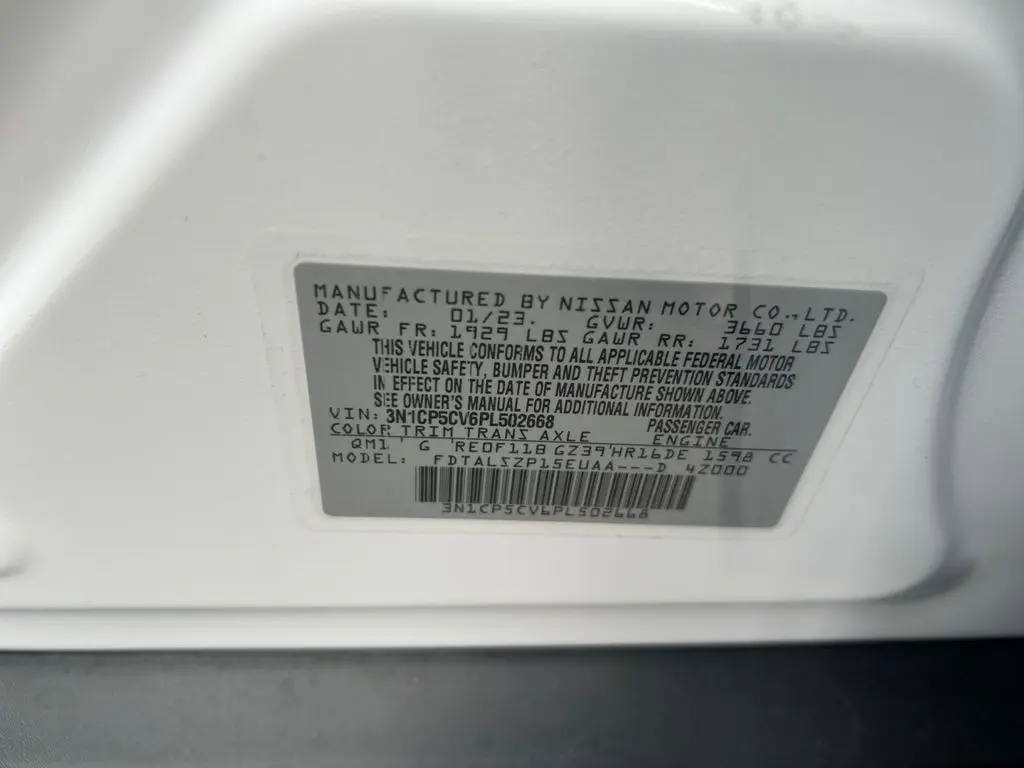 MANUFACTURED BY NISSAN MOTOR CO.,LTD.
DATE: 01/23. GVWR: 3660 LBS
GAWR FR: 1929 LBS GAWR RR: 1731 LBS
THIS VEHICLE CONFORMS TO ALL APPLICABLE FEDERAL MOTOR
VEHICLE SAFETY, BUMPER AND THEFT PREVENTION STANDARDS
IN EFFECT ON THE DATE OF MANUFACTURE SHOWN ABOVE.
SEE OWNER'S MANUAL FOR ADDITIONAL INFORMATION.
VIN: 3N1CP5CV6PL502668 PASSENGER CAR.
COLOR TRIM TRANS AXLE ENGINE
QM1 G RE0F11B GZ39 HR16DE 1598 CC
MODEL: FDTALSZP15EUAA---D 4Z000
3N1CP5CV6PL502668